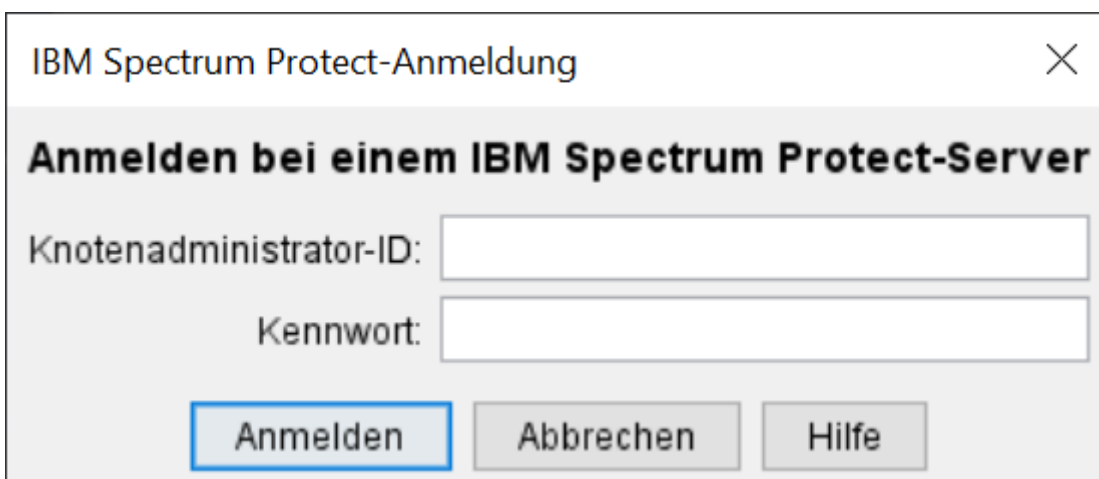 IBM Spectrum Protect-Anmeldung
Anmelden bei einem IBM Spectrum Protect-Server
Knotenadministrator-ID:
Kennwort:
Anmelden Abbrechen Hilfe